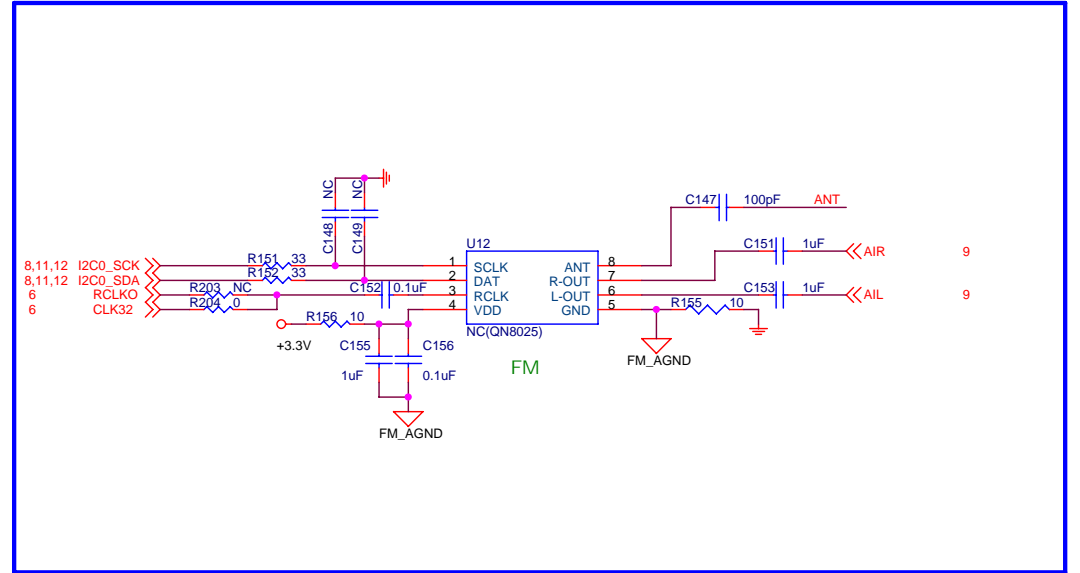 NC NC
C148 C149
C147 100pF ANT
U12
8,11,12 I2C0_SCK R151 33 1 SCLK ANT 8 C151 1uF AIR 9
8,11,12 I2C0_SDA R152 33 2 DAT R-OUT 7
6 RCLKO R203 NC C152 0.1uF 3 RCLK L-OUT 6 C153 1uF AIL 9
6 CLK32 R204 0 4 VDD GND 5 R155 10
R156 10 NC(QN8025)
+3.3V C155 C156 FM FM_AGND
1uF 0.1uF
FM_AGND